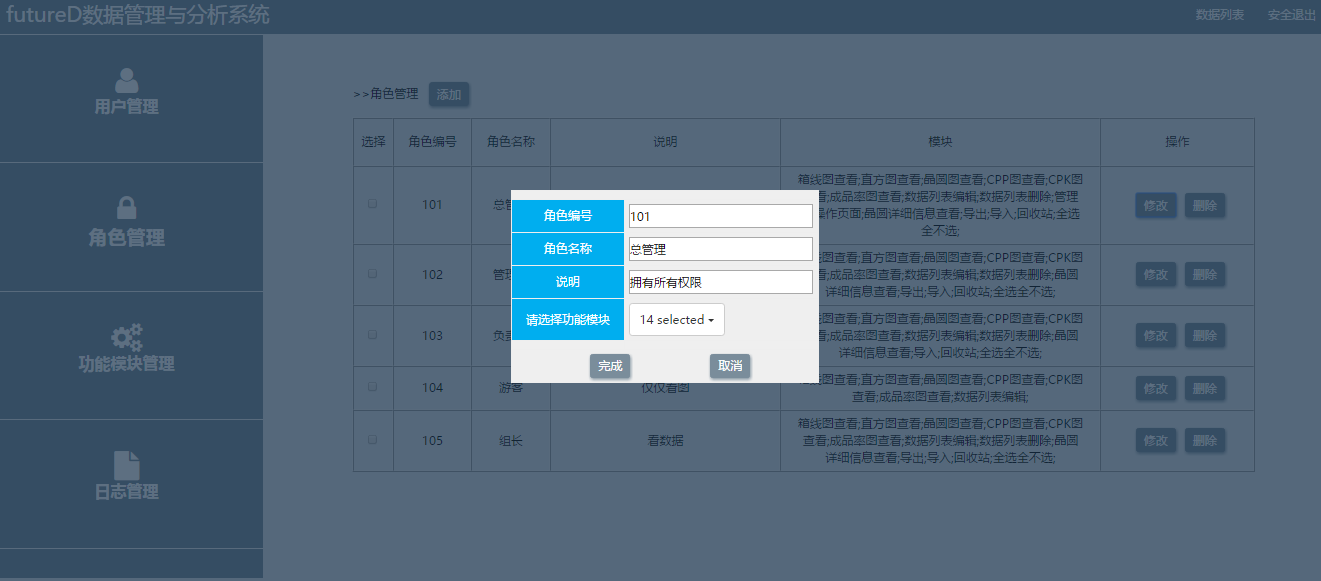 futureD数据管理与分析系统
数据列表 安全退出
用户管理
角色管理
功能模块管理
日志管理
>>角色管理 添加
选择 角色编号 角色名称 说明 模块 操作
101 总管
箱线图查看;直方图查看;晶圆图查看;CPP图查看;CPK图
看;成品率图查看;数据列表编辑;数据列表删除;管理
操作页面;晶圆详细信息查看;导出;导入;回收站;全选
全不选;
修改 删除
102 管理
图查看;直方图查看;晶圆图查看;CPP图查看;CPK图
看;成品率图查看;数据列表编辑;数据列表删除;晶圆
详细信息查看;导出;导入;回收站;全选全不选;
修改 删除
103 负责
图查看;直方图查看;晶圆图查看;CPP图查看;CPK图
看;成品率图查看;数据列表编辑;数据列表删除;晶圆
详细信息查看;导入;回收站;全选全不选;
修改 删除
104 游客 仅仅看图
图查看;直方图查看;晶圆图查看;CPP图查看;CPK图
查看;成品率图查看;数据列表编辑;
修改 删除
105 组长 看数据
箱线图查看;直方图查看;晶圆图查看;CPP图查看;CPK图
查看;成品率图查看;数据列表编辑;数据列表删除;晶圆
详细信息查看;导出;导入;回收站;全选全不选;
修改 删除
角色编号 101
角色名称 总管理
说明 拥有所有权限
请选择功能模块 14 selected
完成 取消